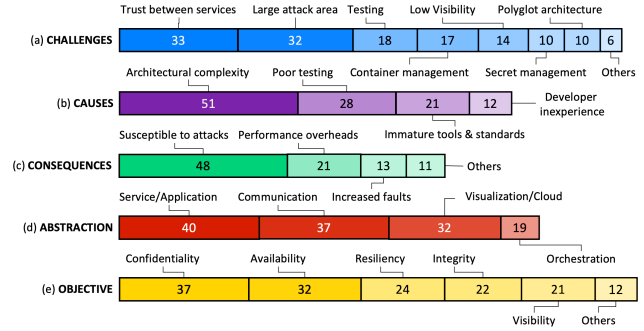 Trust between services Large attack area Testing Low Visibility Polyglot architecture
(a) CHALLENGES 33 32 18 17 14 10 10 6
Container management Secret management Others
Architectural complexity Poor testing
(b) CAUSES 51 28 21 12
Developer inexperience
Immature tools & standards
Susceptible to attacks Performance overheads
(c) CONSEQUENCES 48 21 13 11 Others
Increased faults
Service/Application Communication Visualization/Cloud
(d) ABSTRACTION 40 37 32 19
Orchestration
Confidentiality Availability Resiliency Integrity
(e) OBJECTIVE 37 32 24 22 21 12
Visibility Others